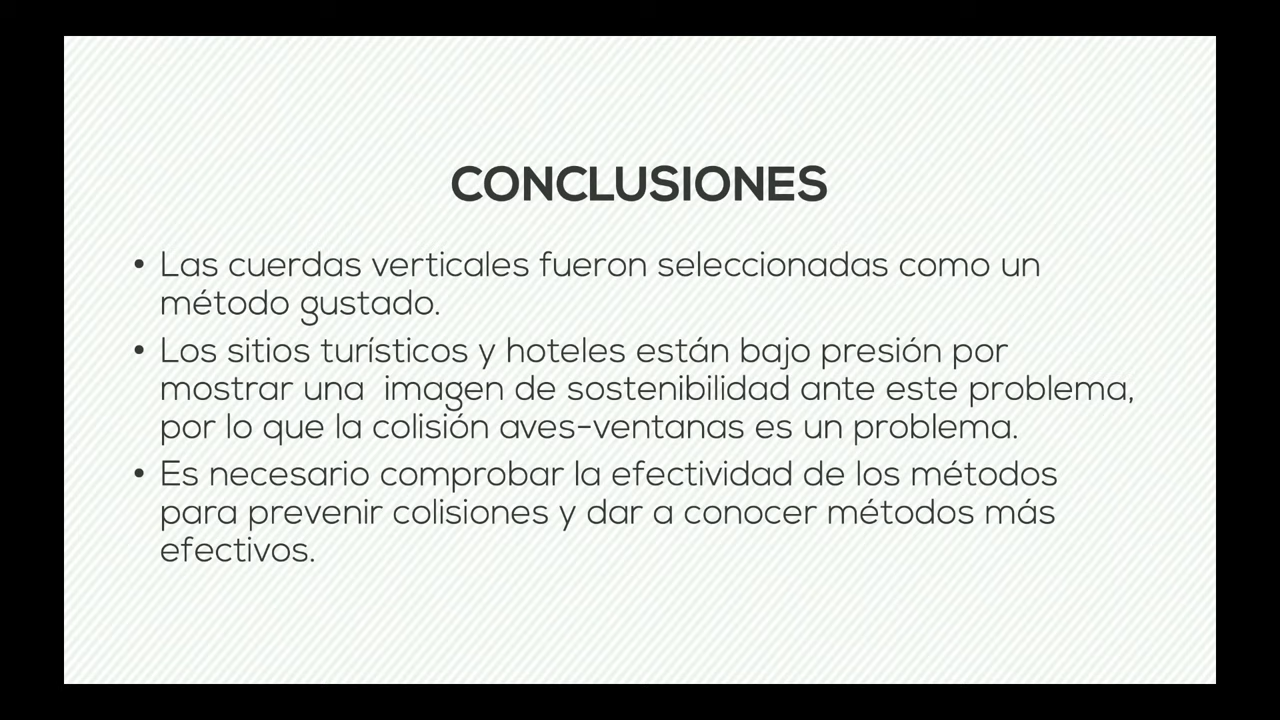 CONCLUSIONES
• Las cuerdas verticales fueron seleccionadas como un
método gustado.
• Los sitios turísticos y hoteles están bajo presión por
mostrar una  imagen de sostenibilidad ante este problema,
por lo que la colisión aves-ventanas es un problema.
• Es necesario comprobar la efectividad de los métodos
para prevenir colisiones y dar a conocer métodos más
efectivos.